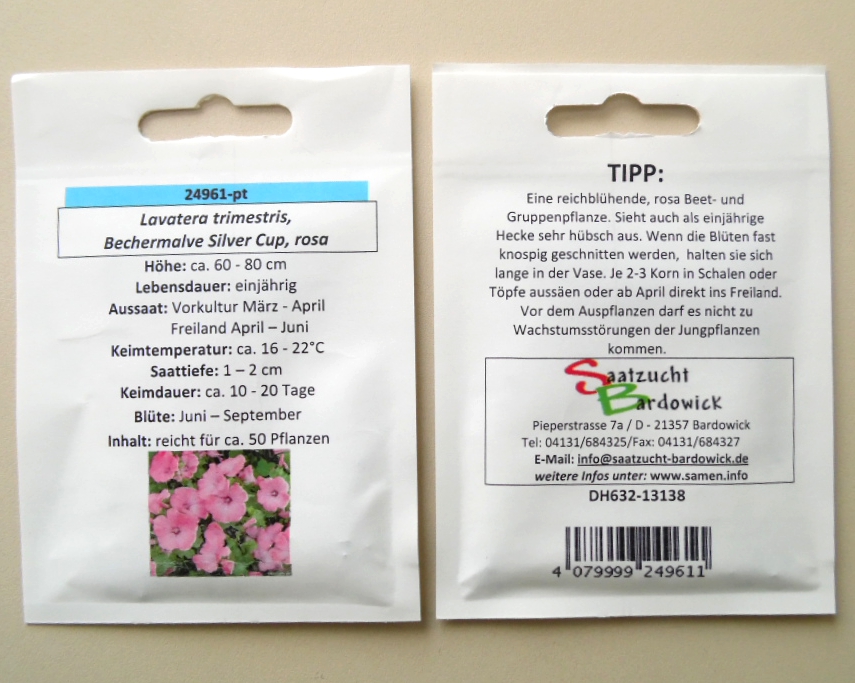 24961-pt
Lavatera trimestris,
Bechermalve Silver Cup, rosa
Höhe: ca. 60 - 80 cm
Lebensdauer: einjährig
Aussaat: Vorkultur März - April
Freiland April – Juni
Keimtemperatur: ca. 16 - 22°C
Saattiefe: 1 – 2 cm
Keimdauer: ca. 10 - 20 Tage
Blüte: Juni – September
Inhalt: reicht für ca. 50 Pflanzen
TIPP:
Eine reichblühende, rosa Beet- und
Gruppenpflanze. Sieht auch als einjährige
Hecke sehr hübsch aus. Wenn die Blüten fast
knospig geschnitten werden, halten sie sich
lange in der Vase. Je 2-3 Korn in Schalen oder
Töpfe aussäen oder ab April direkt ins Freiland.
Vor dem Auspflanzen darf es nicht zu
Wachstumsstörungen der Jungpflanzen
kommen.
Saatzucht
Bardowick
Pieperstrasse 7a / D - 21357 Bardowick
Tel: 04131/684325/Fax: 04131/684327
E-Mail: info@saatzucht-bardowick.de
weitere Infos unter: www.samen.info
DH632-13138
4 079999 249611